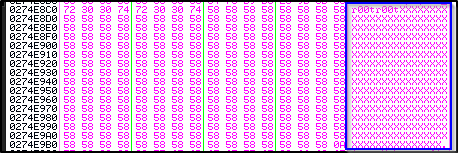 0274E8C0 72 30 30 74 72 30 30 74 58 58 58 58 58 58 58 58 r00tr00tXXXXXXXX
0274E8D0 58 58 58 58 58 58 58 58 58 58 58 58 58 58 58 58 XXXXXXXXXXXXXXXX
0274E8E0 58 58 58 58 58 58 58 58 58 58 58 58 58 58 58 58 XXXXXXXXXXXXXXXX
0274E8F0 58 58 58 58 58 58 58 58 58 58 58 58 58 58 58 58 XXXXXXXXXXXXXXXX
0274E900 58 58 58 58 58 58 58 58 58 58 58 58 58 58 58 58 XXXXXXXXXXXXXXXX
0274E910 58 58 58 58 58 58 58 58 58 58 58 58 58 58 58 58 XXXXXXXXXXXXXXXX
0274E920 58 58 58 58 58 58 58 58 58 58 58 58 58 58 58 58 XXXXXXXXXXXXXXXX
0274E930 58 58 58 58 58 58 58 58 58 58 58 58 58 58 58 58 XXXXXXXXXXXXXXXX
0274E940 58 58 58 58 58 58 58 58 58 58 58 58 58 58 58 58 XXXXXXXXXXXXXXXX
0274E950 58 58 58 58 58 58 58 58 58 58 58 58 58 58 58 58 XXXXXXXXXXXXXXXX
0274E960 58 58 58 58 58 58 58 58 58 58 58 58 58 58 58 58 XXXXXXXXXXXXXXXX
0274E970 58 58 58 58 58 58 58 58 58 58 58 58 58 58 58 58 XXXXXXXXXXXXXXXX
0274E980 58 58 58 58 58 58 58 58 58 58 58 58 58 58 58 58 XXXXXXXXXXXXXXXX
0274E990 58 58 58 58 58 58 58 58 58 58 58 58 58 58 58 58 XXXXXXXXXXXXXXXX
0274E9A0 58 58 58 58 58 58 58 58 58 58 58 58 58 58 58 58 XXXXXXXXXXXXXXXX
0274E9B0 58 58 58 58 58 58 58 58 58 58 58 58 58 58 58 00 XXXXXXXXXXXXXXX.